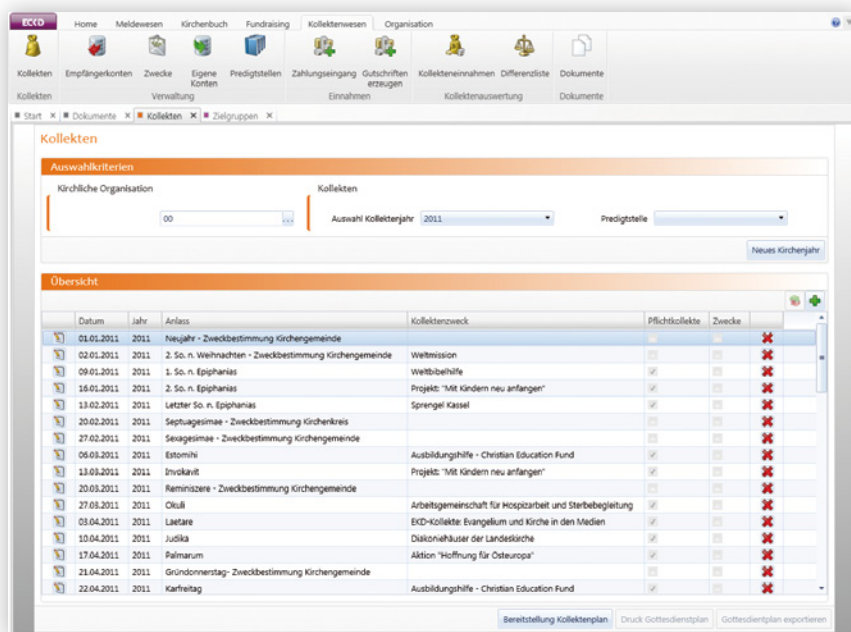 ECKD Home Meldewesen Kirchenbuch Fundraising Kollektenwesen Organisation
Kollekten Empfängerkonten Zwecke Eigene Konten Predigtstellen Zahlungseingang Gutschriften erzeugen Kollekteneinnahmen Differenzliste Dokumente
Kollekten Verwaltung Einnahmen Kollektenauswertung Dokumente
Start X Dokumente X Kollekten X Zielgruppen X
Kollekten
Auswahlkriterien
Kirchliche Organisation Kollekten
00 ... Auswahl Kollektenjahr 2011 Predigtstelle
Neues Kirchenjahr
Übersicht
Datum Jahr Anlass Kollektenzweck Pflichtkollekte Zwecke
01.01.2011 2011 Neujahr - Zweckbestimmung Kirchengemeinde
02.01.2011 2011 2. So. n. Weihnachten - Zweckbestimmung Kirchengemeinde Weltmission
09.01.2011 2011 1. So. n. Epiphanias Weltbibelhilfe
16.01.2011 2011 2. So. n. Epiphanias Projekt: "Mit Kindern neu anfangen"
13.02.2011 2011 Letzter So. n. Epiphanias Sprengel Kassel
20.02.2011 2011 Septuagesimae - Zweckbestimmung Kirchenkreis
27.02.2011 2011 Sexagesimae - Zweckbestimmung Kirchengemeinde
06.03.2011 2011 Estomihi Ausbildungshilfe - Christian Education Fund
13.03.2011 2011 Invokavit Projekt: "Mit Kindern neu anfangen"
20.03.2011 2011 Reminiszere - Zweckbestimmung Kirchengemeinde
27.03.2011 2011 Okuli Arbeitsgemeinschaft für Hospizarbeit und Sterbebegleitung
03.04.2011 2011 Laetare EKD-Kollekte: Evangelium und Kirche in den Medien
10.04.2011 2011 Judika Diakoniehäuser der Landeskirche
17.04.2011 2011 Palmarum Aktion "Hoffnung für Osteuropa"
21.04.2011 2011 Gründonnerstag- Zweckbestimmung Kirchengemeinde
22.04.2011 2011 Karfreitag Ausbildungshilfe - Christian Education Fund
Bereitstellung Kollektenplan Druck Gottesdienstplan Gottesdientplan exportieren